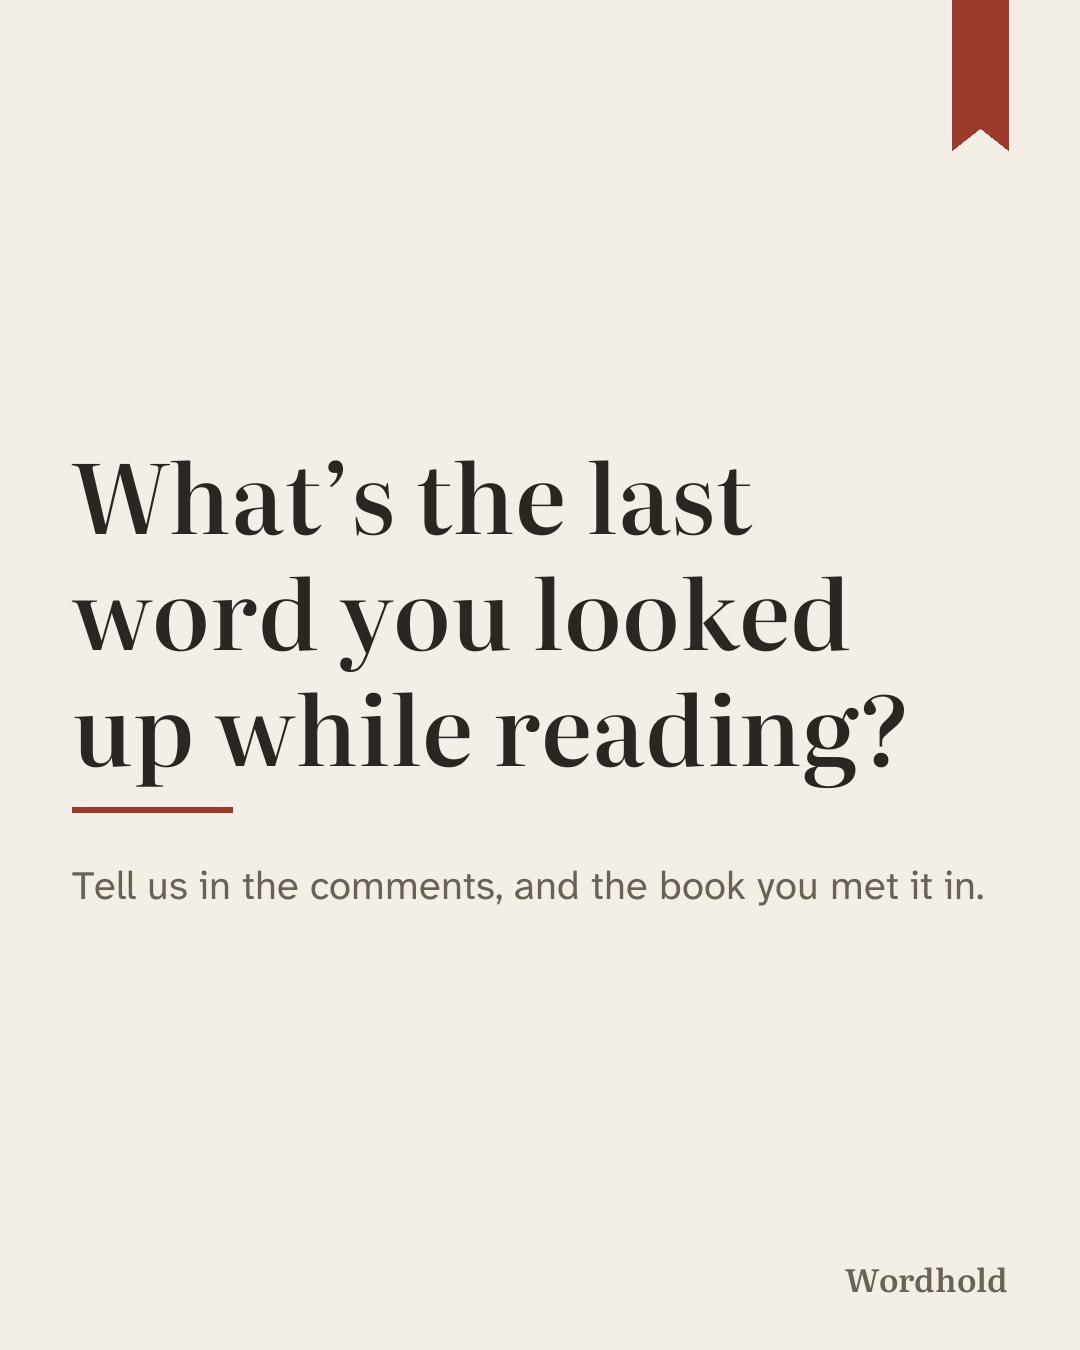 What’s the last
word you looked
up while reading?
Tell us in the comments, and the book you met it in.
Wordhold